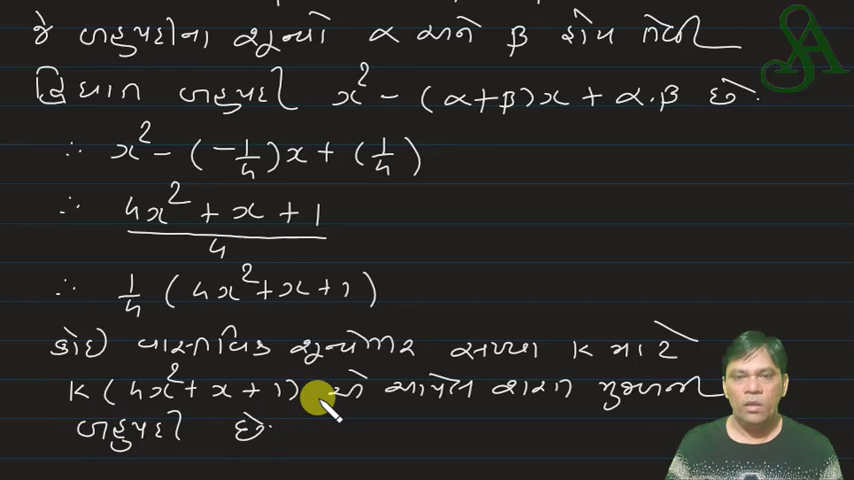 જે બહુપદીના શૂન્યો α અને β હોય તેવી
દ્વિઘાત બહુપદી x² - (α+β)x + α.β છે.
∴ x² - (-1/4)x + (1/4)
∴ (4x² + x + 1)/4
∴ 1/4 (4x²+x+1)
કોઈ વાસ્તવિક શૂન્યેતર સંખ્યા K માટે
K (4x² + x + 1) એ આપેલ શરત મુજબની
બહુપદી છે.